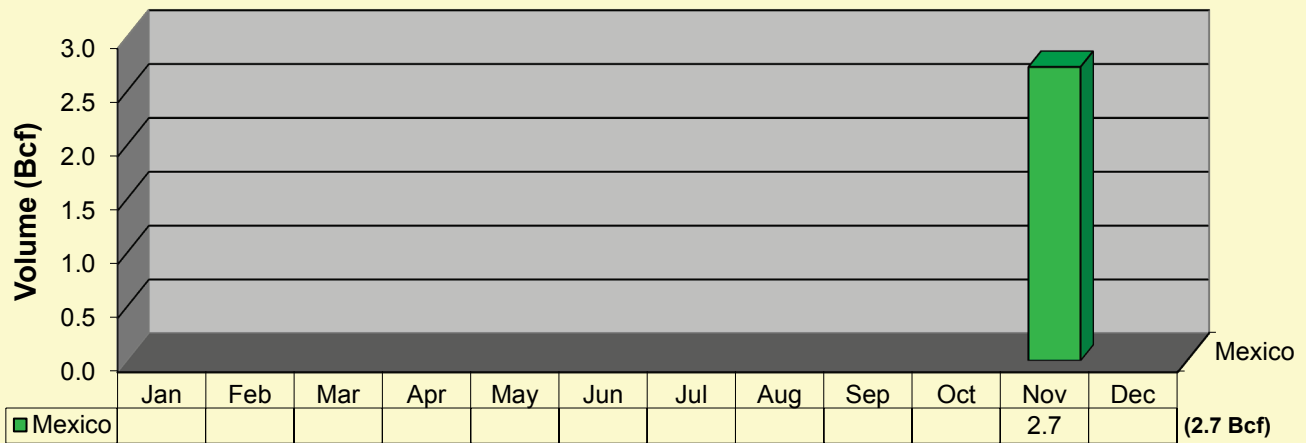 Volume (Bcf)
3.0
2.5
2.0
1.5
1.0
0.5
0.0
Mexico
Jan Feb Mar Apr May Jun Jul Aug Sep Oct Nov Dec
Mexico 2.7 (2.7 Bcf)